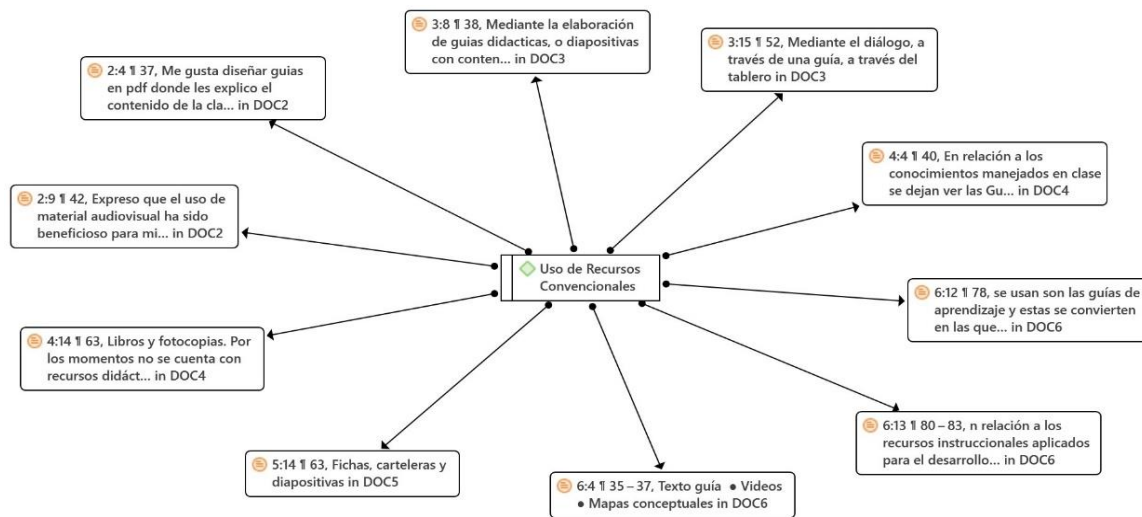 3:8 ¶ 38, Mediante la elaboración
de guias didacticas, o diapositivas
con conten... in DOC3
3:15 ¶ 52, Mediante el diálogo, a
través de una guía, a través del
tablero in DOC3
2:4 ¶ 37, Me gusta diseñar guias
en pdf donde les explico el
contenido de la cla... in DOC2
4:4 ¶ 40, En relación a los
conocimientos manejados en clase
se dejan ver las Gu... in DOC4
2:9 ¶ 42, Expreso que el uso de
material audiovisual ha sido
beneficioso para mi... in DOC2
Uso de Recursos
Convencionales
6:12 ¶ 78, se usan son las guías de
aprendizaje y estas se convierten
en las que... in DOC6
4:14 ¶ 63, Libros y fotocopias. Por
los momentos no se cuenta con
recursos didáct... in DOC4
6:13 ¶ 80 – 83, n relación a los
recursos instruccionales aplicados
para el desarrollo... in DOC6
5:14 ¶ 63, Fichas, carteleras y
diapositivas in DOC5
6:4 ¶ 35 – 37, Texto guía ● Videos
● Mapas conceptuales in DOC6